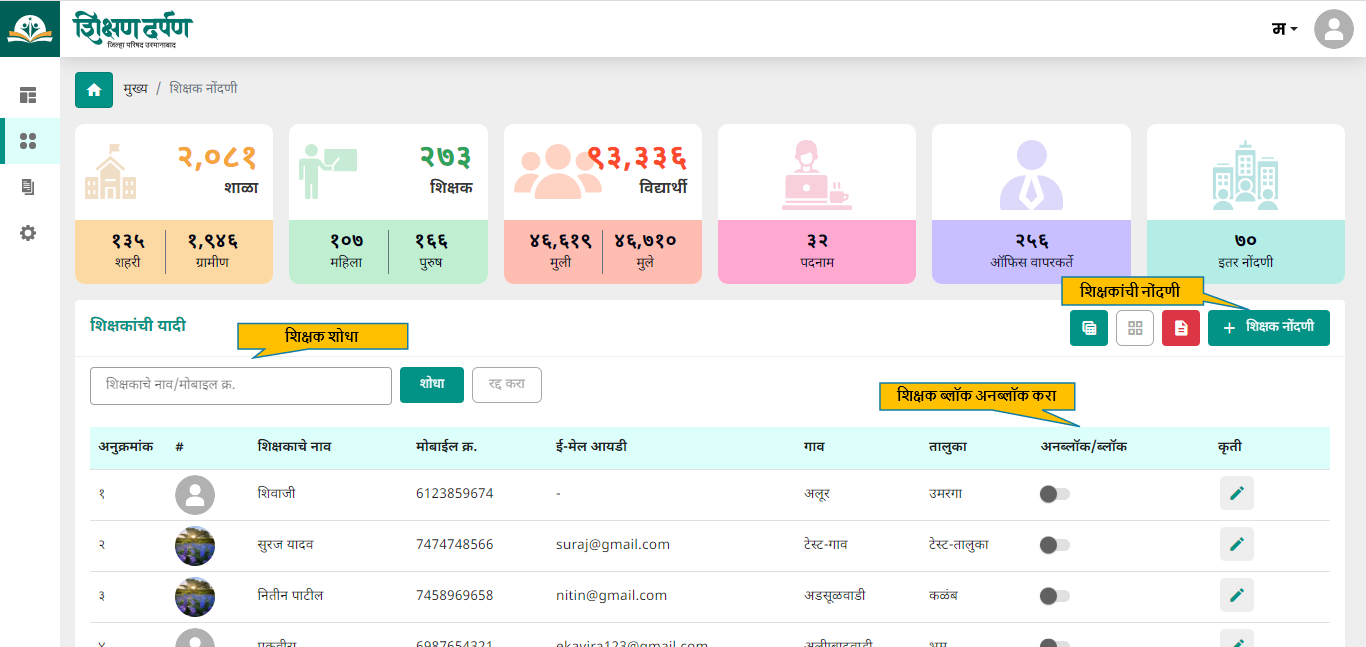 शिक्षण दर्पण
जिल्हा परिषद उस्मानाबाद
म
मुख्य / शिक्षक नोंदणी
२,०८१
शाळा
१३५
शहरी
१,९४६
ग्रामीण
२७३
शिक्षक
१०७
महिला
१६६
पुरुष
९३,३३६
विद्यार्थी
४६,६१९
मुली
४६,७१०
मुले
३२
पदनाम
२५६
ऑफिस वापरकर्ते
७०
इतर नोंदणी
शिक्षकांची नोंदणी
शिक्षकांची यादी
शिक्षक शोधा
+ शिक्षक नोंदणी
शिक्षकाचे नाव/मोबाइल क्र.
शोधा
रद्द करा
शिक्षक ब्लॉक अनब्लॉक करा
अनुक्रमांक # शिक्षकाचे नाव मोबाईल क्र. ई-मेल आयडी गाव तालुका अनब्लॉक/ब्लॉक कृती
१ शिवाजी 6123859674 - अलूर उमरगा
२ सुरज यादव 7474748566 suraj@gmail.com टेस्ट-गाव टेस्ट-तालुका
३ नितीन पाटील 7458969658 nitin@gmail.com अडसूळवाडी कळंब
४ एकवीरा 6987654321 ekavira123@gmail.com